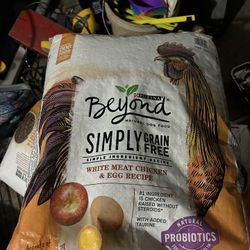 PURINA
Beyond
NATURAL DOG FOOD
SIMPLY GRAIN
FREE
SIMPLE INGREDIENT RECIPE
WHITE MEAT CHICKEN
& EGG RECIPE
#1 INGREDIENT
IS CHICKEN
RAISED WITHOUT
STEROIDS*
WITH ADDED
TAURINE
NATURAL
PROBIOTICS